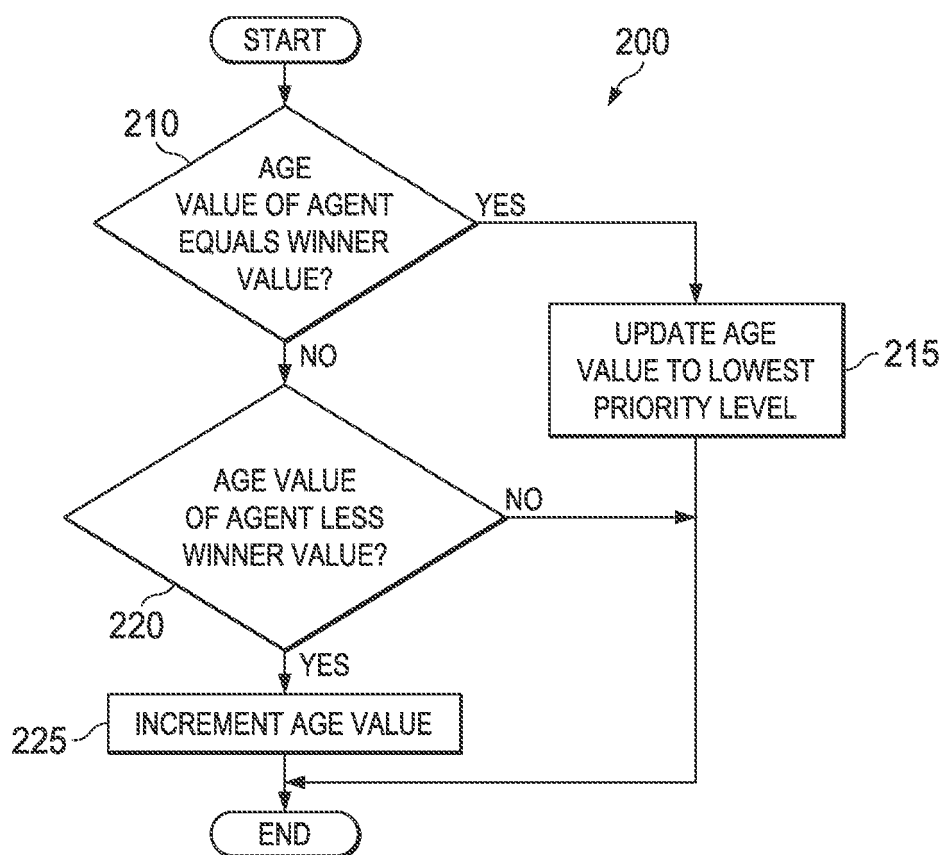 START
200
210
AGE
VALUE OF AGENT
EQUALS WINNER
VALUE?
YES
NO
UPDATE AGE
VALUE TO LOWEST
PRIORITY LEVEL
215
AGE VALUE
OF AGENT LESS
WINNER VALUE?
NO
220
YES
225
INCREMENT AGE VALUE
END